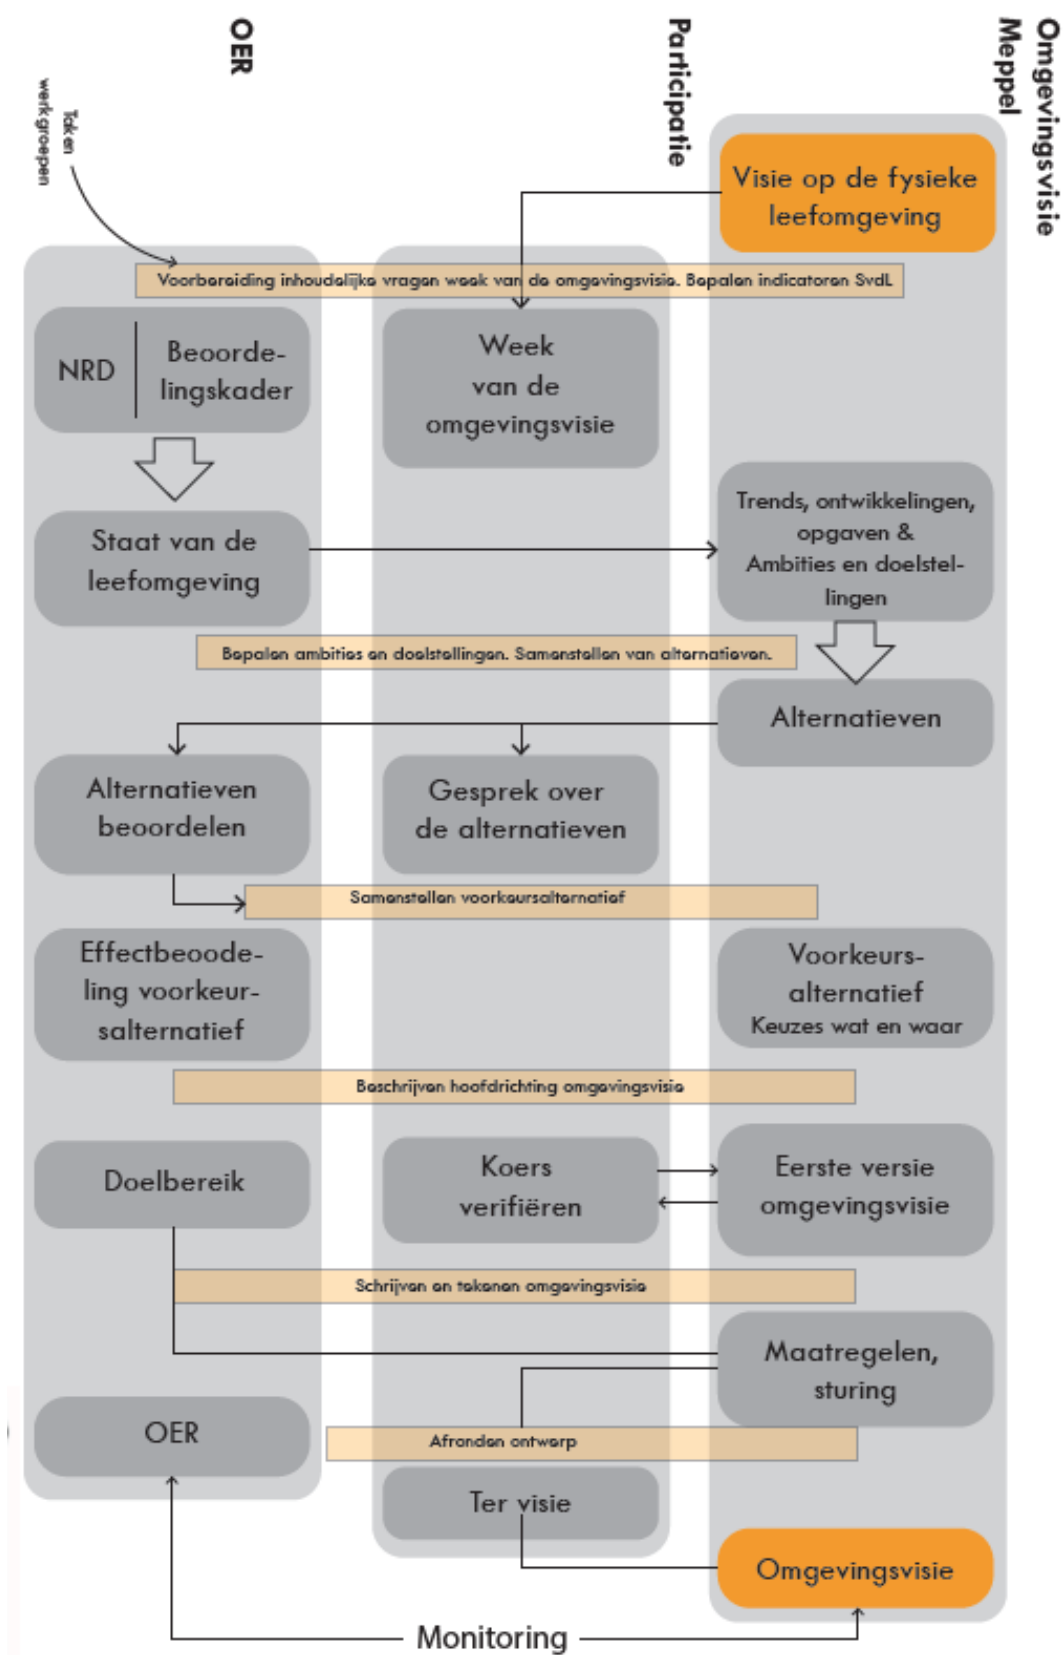 OER
Participatie
Omgevingsvisie
Meppel
Taken
werkgroepen
Visie op de fysieke
leefomgeving
Voorbereiding inhoudelijke vragen week van de omgevingsvisie. Bepalen indicatoren SvdL
NRD
Beoorde-
lingskader
Week
van de
omgevingsvisie
Staat van de
leefomgeving
Trends, ontwikkelingen,
opgaven &
Ambities en doelstel-
lingen
Bepalen ambities en doelstellingen. Samenstellen van alternatieven.
Alternatieven
Alternatieven
beoordelen
Gesprek over
de alternatieven
Samenstellen voorkeursalternatief
Effectbeoode-
ling voorkeur-
salternatief
Voorkeurs-
alternatief
Keuzes wat en waar
Beschrijven hoofdrichting omgevingsvisie
Doelbereik
Koers
verifiëren
Eerste versie
omgevingsvisie
Schrijven en tekenen omgevingsvisie
Maatregelen,
sturing
OER
Afronden ontwerp
Ter visie
Omgevingsvisie
Monitoring